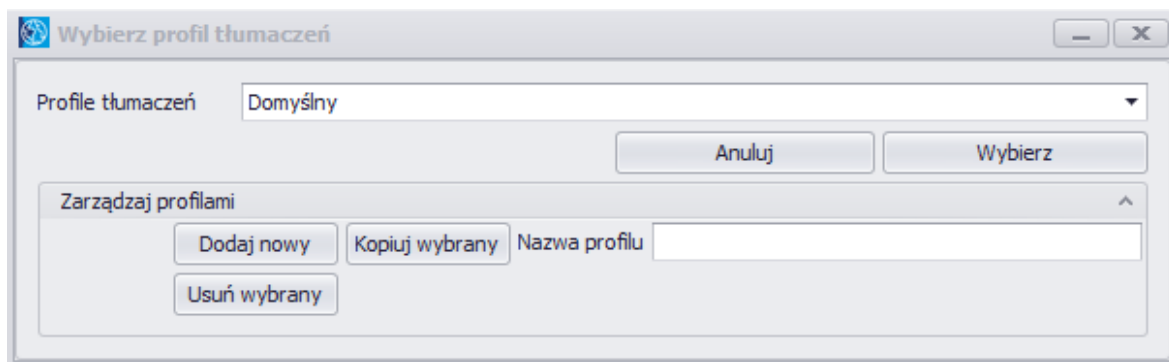 Wybierz profil tłumaczeń
Profile tłumaczeń Domyślny
Anuluj Wybierz
Zarządzaj profilami
Dodaj nowy Kopiuj wybrany Nazwa profilu
Usuń wybrany